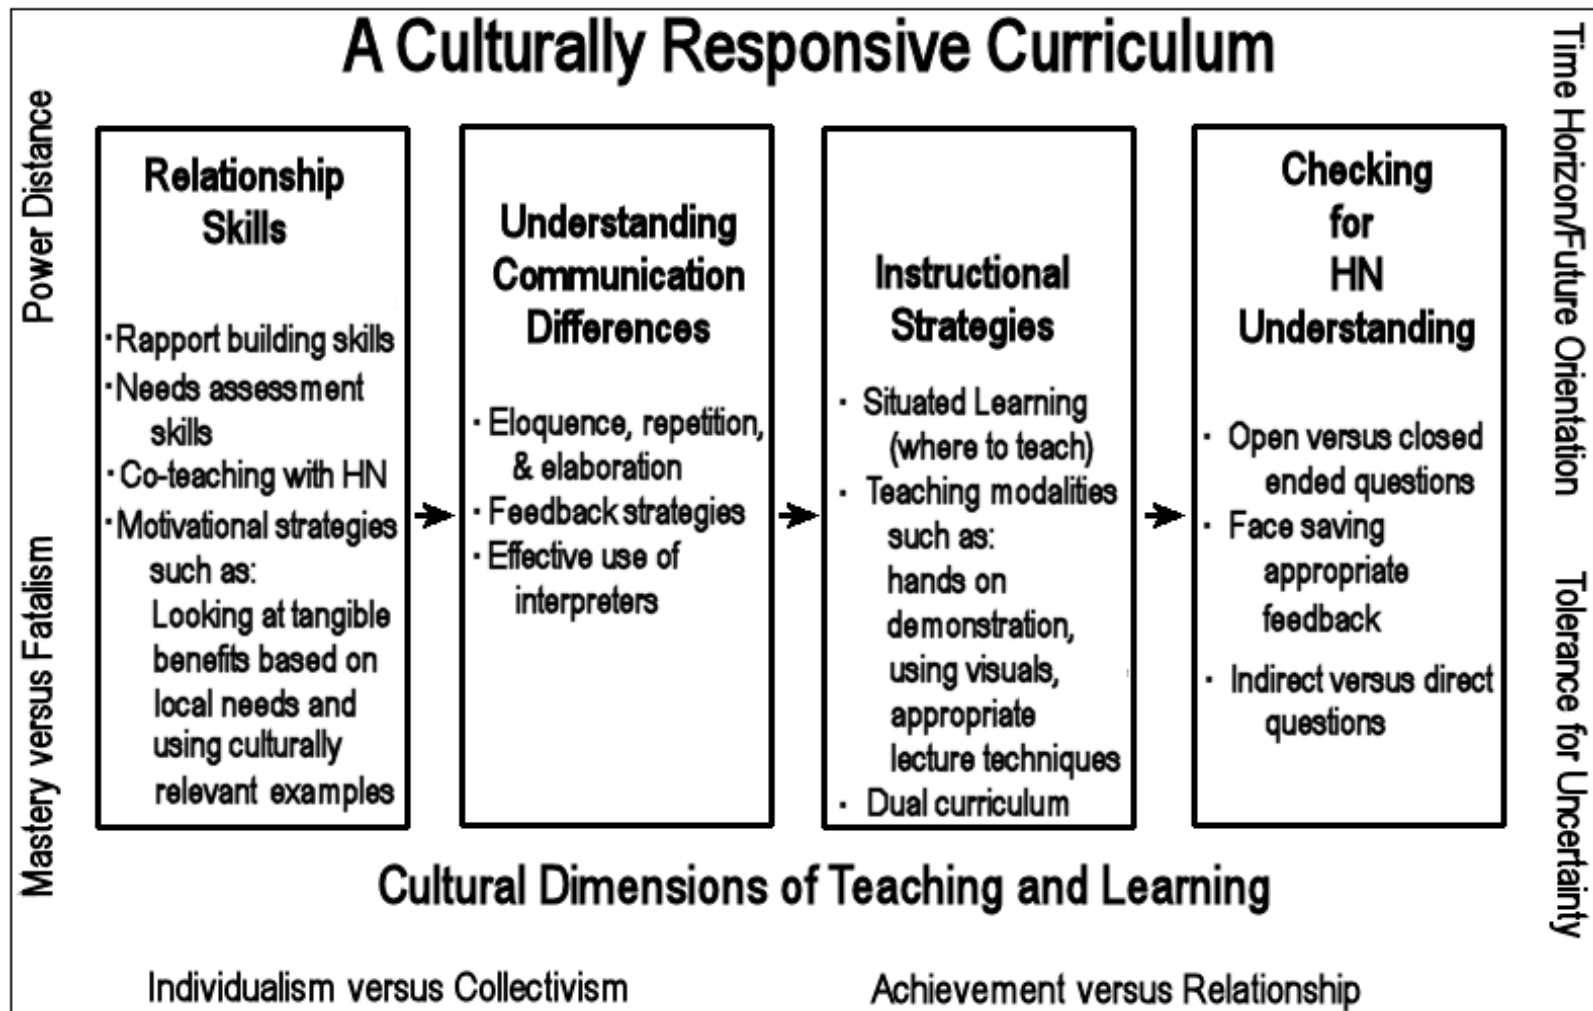 A Culturally Responsive Curriculum
Power Distance
Mastery versus Fatalism
Relationship
Skills
· Rapport building skills
· Needs assessment
skills
· Co-teaching with HN
· Motivational strategies
such as:
Looking at tangible
benefits based on
local needs and
using culturally
relevant examples
Understanding
Communication
Differences
· Eloquence, repetition,
& elaboration
· Feedback strategies
· Effective use of
interpreters
Instructional
Strategies
· Situated Learning
(where to teach)
· Teaching modalities
such as:
hands on
demonstration,
using visuals,
appropriate
lecture techniques
· Dual curriculum
Checking
for
HN
Understanding
· Open versus closed
ended questions
· Face saving
appropriate
feedback
· Indirect versus direct
questions
Time Horizon/Future Orientation
Tolerance for Uncertainty
Cultural Dimensions of Teaching and Learning
Individualism versus Collectivism
Achievement versus Relationship